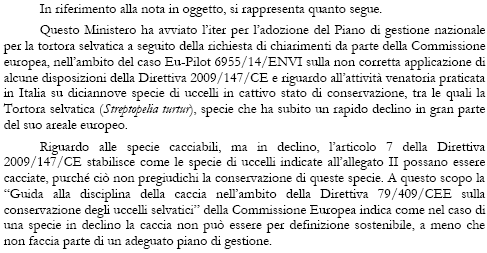 In riferimento alla nota in oggetto, si rappresenta quanto segue.
Questo Ministero ha avviato l'iter per l'adozione del Piano di gestione nazionale
per la tortora selvatica a seguito della richiesta di chiarimenti da parte della Commissione
europea, nell'ambito del caso Eu-Pilot 6955/14/ENVI sulla non corretta applicazione di
alcune disposizioni della Direttiva 2009/147/CE e riguardo all'attività venatoria praticata
in Italia su diciannove specie di uccelli in cattivo stato di conservazione, tra le quali la
Tortora selvatica (Streptopelia turtur), specie che ha subito un rapido declino in gran parte
del suo areale europeo.
Riguardo alle specie cacciabili, ma in declino, l'articolo 7 della Direttiva
2009/147/CE stabilisce come le specie di uccelli indicate all'allegato II possano essere
cacciate, purché ciò non pregiudichi la conservazione di queste specie. A questo scopo la
“Guida alla disciplina della caccia nell'ambito della Direttiva 79/409/CEE sulla
conservazione degli uccelli selvatici” della Commissione Europea indica come nel caso di
una specie in declino la caccia non può essere per definizione sostenibile, a meno che
non faccia parte di un adeguato piano di gestione.